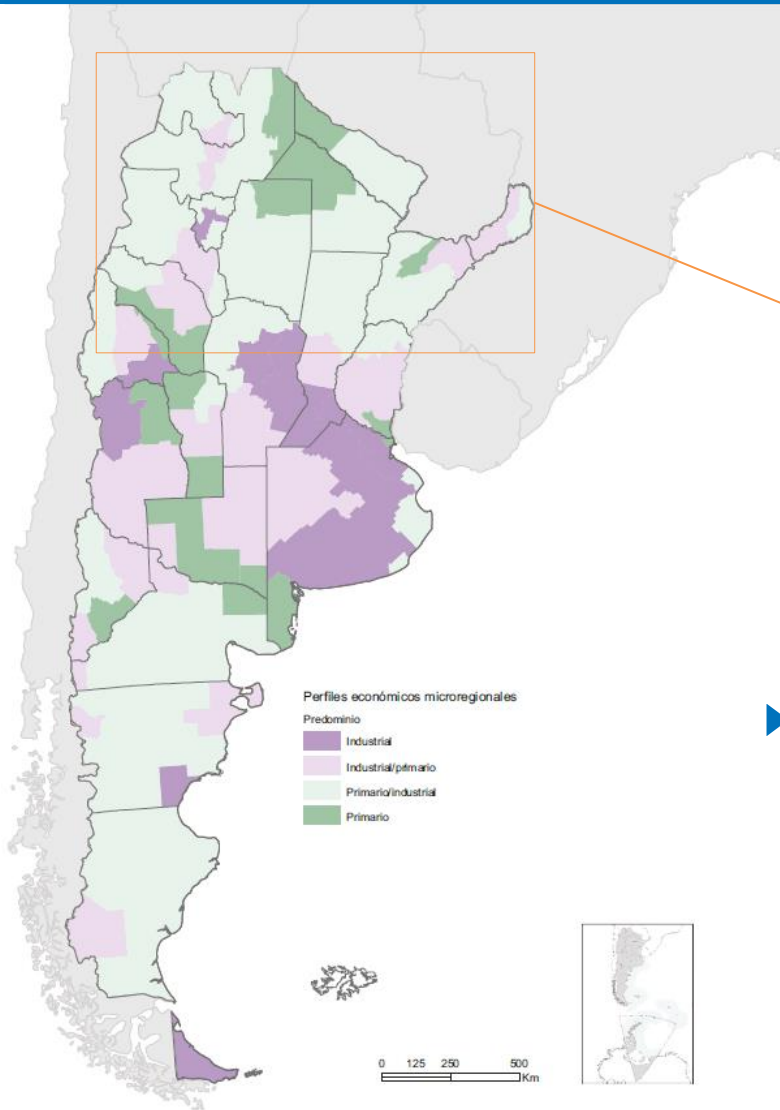 Perfiles económicos microregionales
Predominio
Industrial
Industrial/primario
Primario/industrial
Primario
0 125 250 500
Km